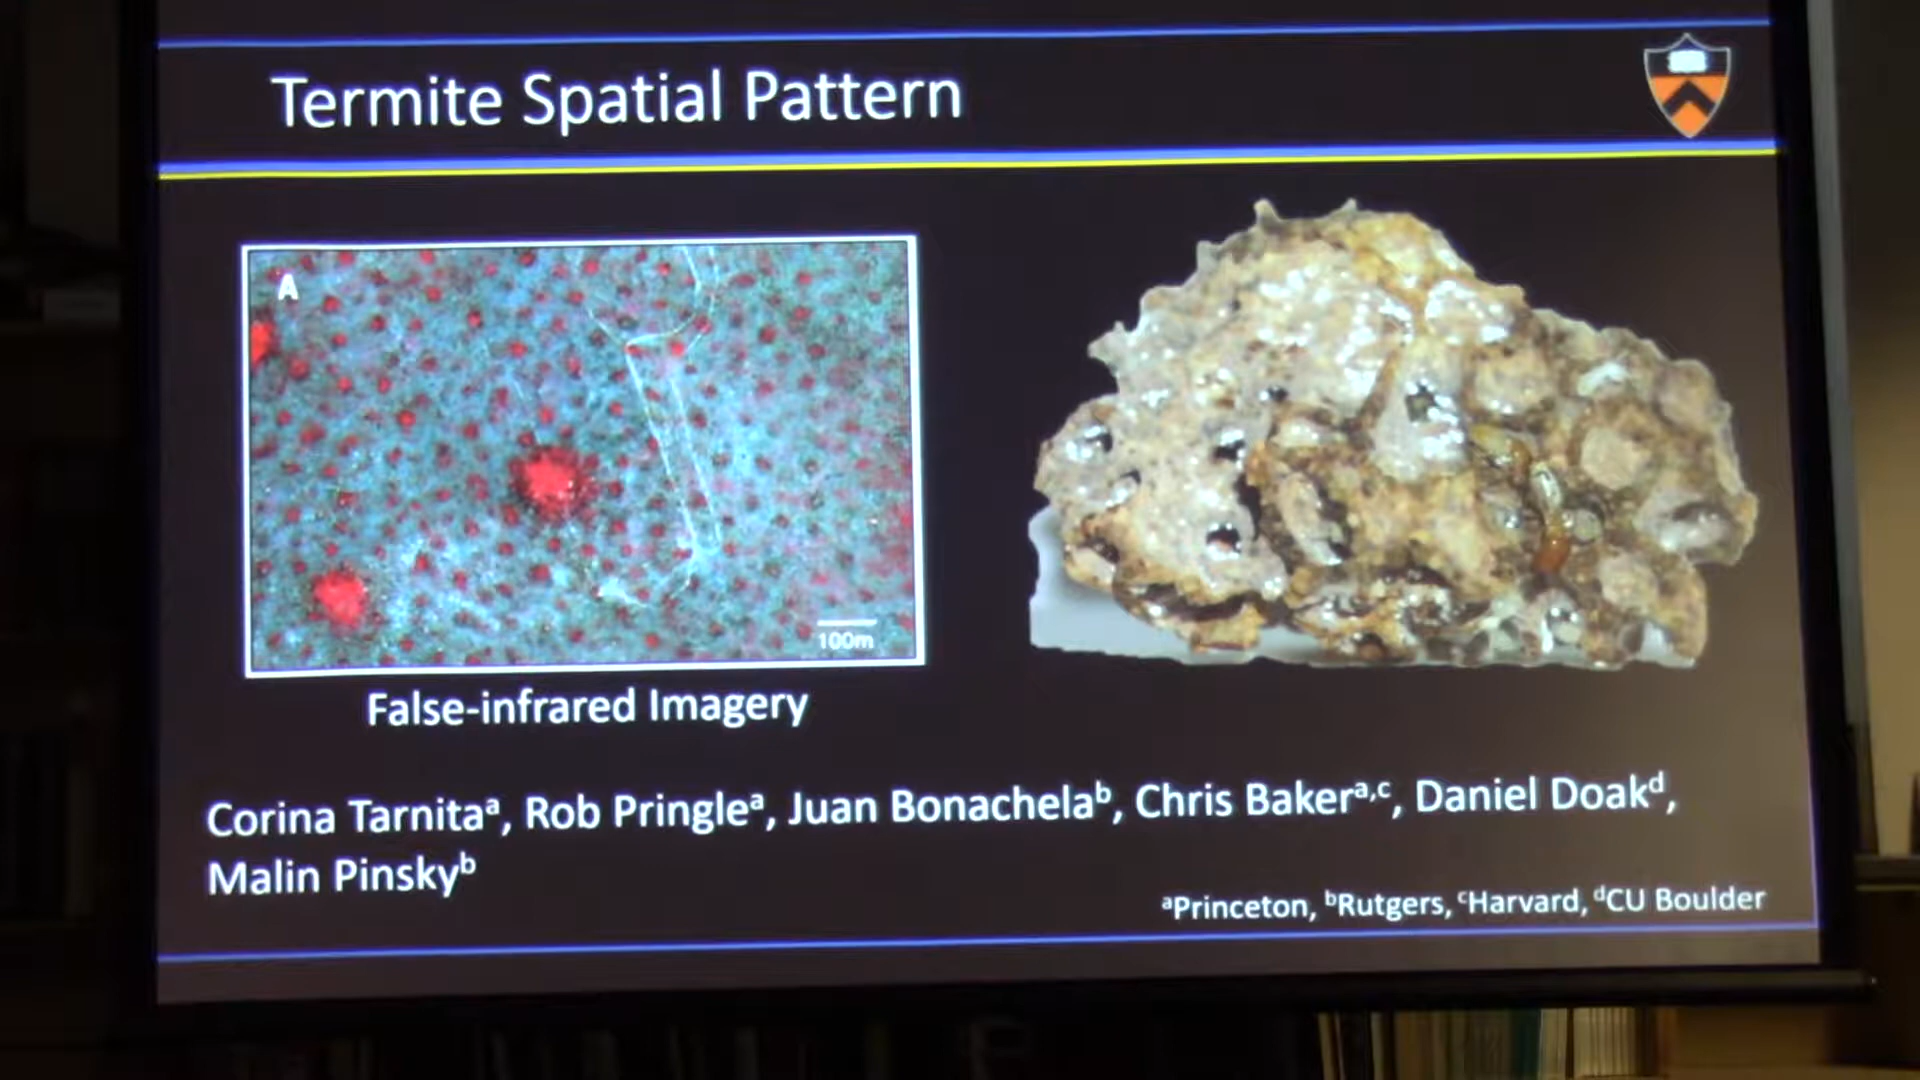 Termite Spatial Pattern
A
100m
False-infrared Imagery
Corina Tarnitaᵃ, Rob Pringleᵃ, Juan Bonachelaᵇ, Chris Bakerᵃ,ᶜ, Daniel Doakᵈ,
Malin Pinskyᵇ
ᵃPrinceton, ᵇRutgers, ᶜHarvard, ᵈCU Boulder